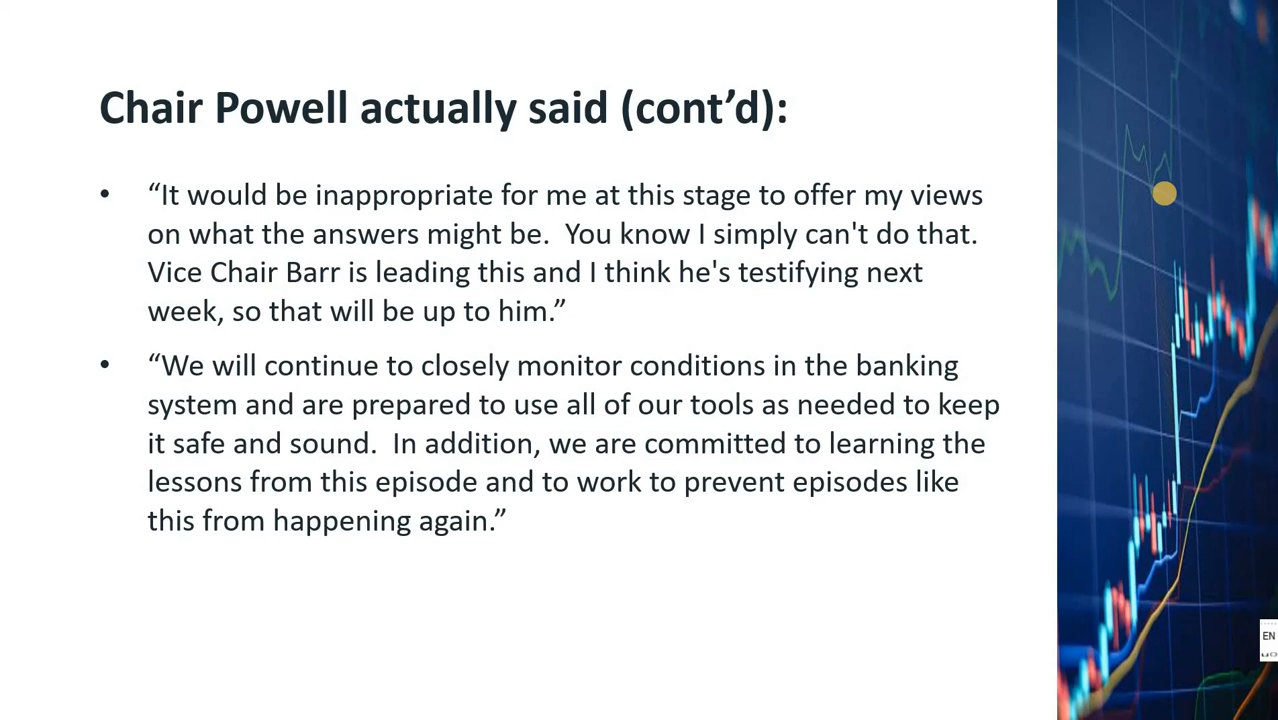 Chair Powell actually said (cont’d):
• “It would be inappropriate for me at this stage to offer my views
on what the answers might be.  You know I simply can't do that.
Vice Chair Barr is leading this and I think he's testifying next
week, so that will be up to him.”
• “We will continue to closely monitor conditions in the banking
system and are prepared to use all of our tools as needed to keep
it safe and sound.  In addition, we are committed to learning the
lessons from this episode and to work to prevent episodes like
this from happening again.”
EN